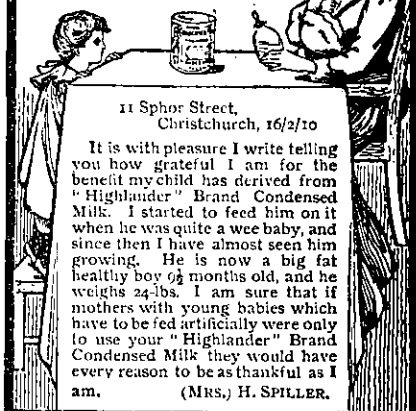 11 Sphor Street,
Christchurch, 16/2/10
It is with pleasure I write telling
you how grateful I am for the
benefit my child has derived from
"Highlander" Brand Condensed
Milk. I started to feed him on it
when he was quite a wee baby, and
since then I have almost seen him
growing. He is now a big fat
healthy boy 9½ months old, and he
weighs 24-lbs. I am sure that if
mothers with young babies which
have to be fed artificially were only
to use your "Highlander" Brand
Condensed Milk they would have
every reason to be as thankful as I
am. (MRS.) H. SPILLER.